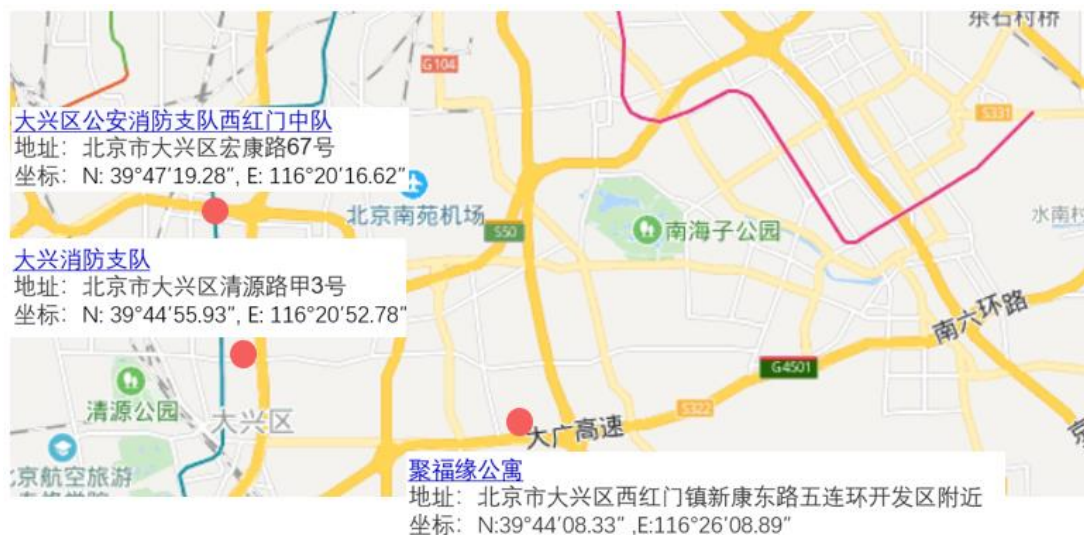 东石村桥
G104
S331
大兴区公安消防支队西红门中队
地址：北京市大兴区宏康路67号
坐标：N: 39°47′19.28″, E: 116°20′16.62″
北京南苑机场
S50
南海子公园
水南村
大兴消防支队
地址：北京市大兴区清源路甲3号
坐标：N: 39°44′55.93″, E: 116°20′52.78″
南六环路
G4501
清源公园
大兴区
S322
大广高速
京
北京航空旅游
聚福缘公寓
地址：北京市大兴区西红门镇新康东路五连环开发区附近
坐标：N:39°44′08.33″ ,E:116°26′08.89″